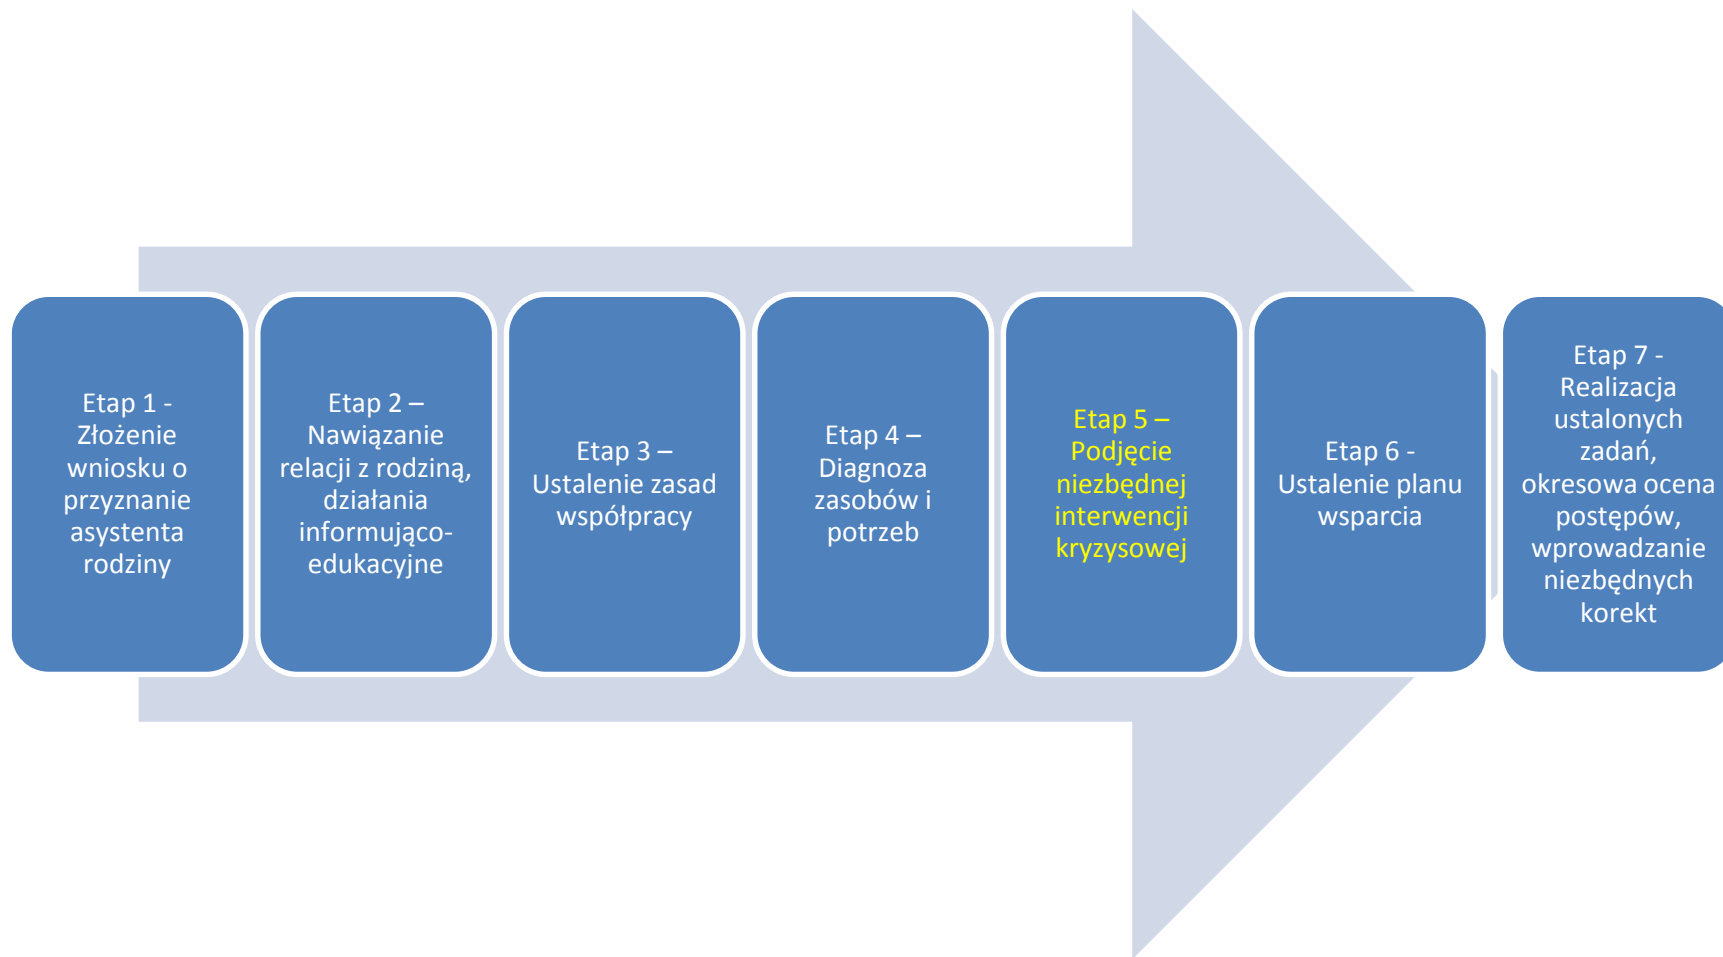 Etap 1 -
Złożenie
wniosku o
przyznanie
asystenta
rodziny
Etap 2 –
Nawiązanie
relacji z rodziną,
działania
informująco-
edukacyjne
Etap 3 –
Ustalenie zasad
współpracy
Etap 4 –
Diagnoza
zasobów i
potrzeb
Etap 5 –
Podjęcie
niezbędnej
interwencji
kryzysowej
Etap 6 -
Ustalenie planu
wsparcia
Etap 7 -
Realizacja
ustalonych
zadań,
okresowa ocena
postępów,
wprowadzanie
niezbędnych
korekt